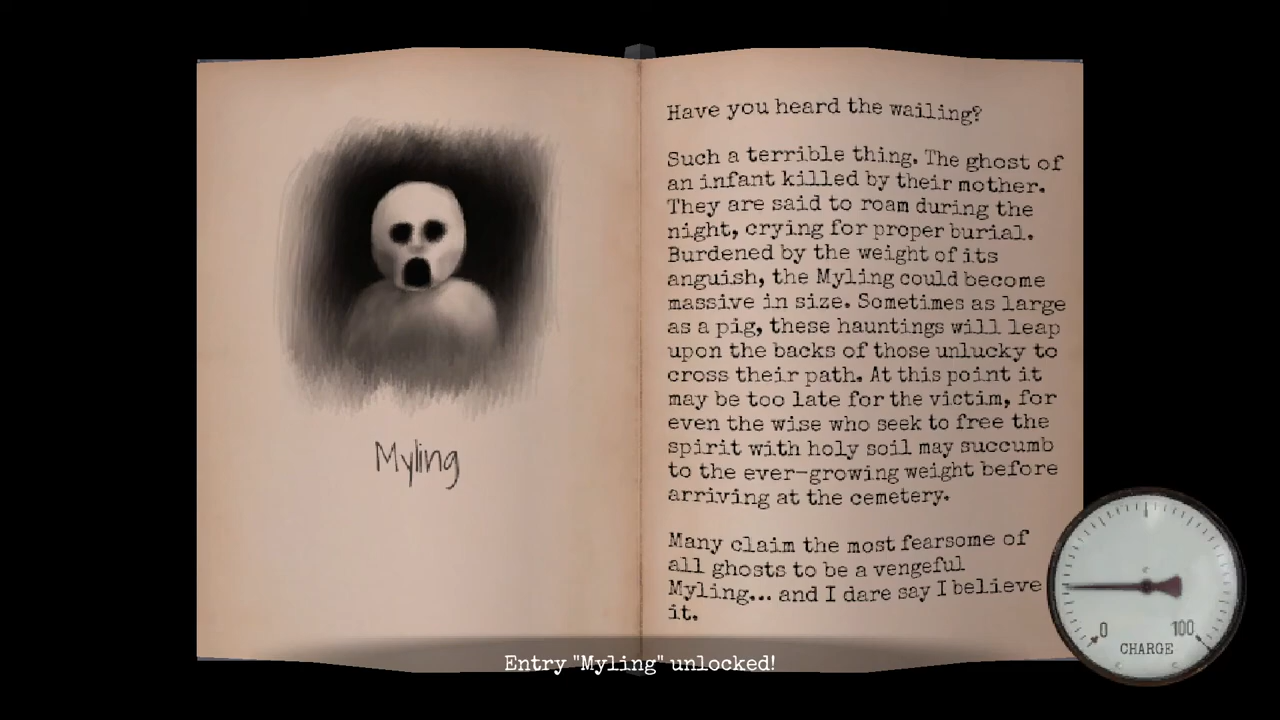 Have you heard the wailing?
Such a terrible thing. The ghost of
an infant killed by their mother.
They are said to roam during the
night, crying for proper burial.
Burdened by the weight of its
anguish, the Myling could become
massive in size. Sometimes as large
as a pig, these hauntings will leap
upon the backs of those unlucky to
cross their path. At this point it
may be too late for the victim, for
even the wise who seek to free the
spirit with holy soil may succumb
to the ever-growing weight before
arriving at the cemetery.
Many claim the most fearsome of
all ghosts to be a vengeful
Myling... and I dare say I believe
it.
Myling
0 100
CHARGE
Entry "Myling" unlocked!